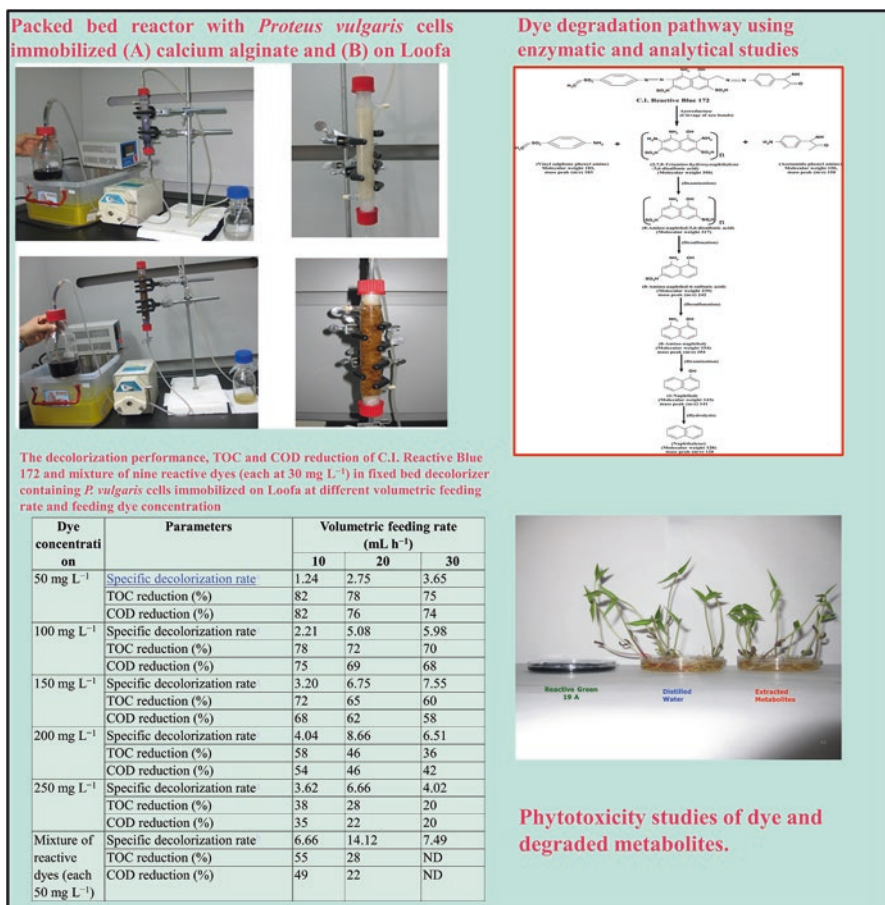 Packed bed reactor with Proteus vulgaris cells
immobilized (A) calcium alginate and (B) on Loofa
Dye degradation pathway using
enzymatic and analytical studies
C.I. Reactive Blue 172
Azoreductase
(Molecular weight 317)
(Desulfonation)
(Deamination)
(Hydrolysis)
(Naphthalene)
The decolorization performance, TOC and COD reduction of C.I. Reactive Blue
172 and mixture of nine reactive dyes (each at 30 mg L⁻¹) in fixed bed decolorizer
containing P. vulgaris cells immobilized on Loofa at different volumetric feeding
rate and feeding dye concentration
Dye concentrati on Parameters Volumetric feeding rate (mL h⁻¹)
10 20 30
50 mg L⁻¹ Specific decolorization rate 1.24 2.75 3.65
TOC reduction (%) 82 78 75
COD reduction (%) 82 76 74
100 mg L⁻¹ Specific decolorization rate 2.21 5.08 5.98
TOC reduction (%) 78 72 70
COD reduction (%) 75 69 68
150 mg L⁻¹ Specific decolorization rate 3.20 6.75 7.55
TOC reduction (%) 72 65 60
COD reduction (%) 68 62 58
200 mg L⁻¹ Specific decolorization rate 4.04 8.66 6.51
TOC reduction (%) 58 46 36
COD reduction (%) 54 46 42
250 mg L⁻¹ Specific decolorization rate 3.62 6.66 4.02
TOC reduction (%) 38 28 20
COD reduction (%) 35 22 20
Mixture of reactive dyes (each 50 mg L⁻¹) Specific decolorization rate 6.66 14.12 7.49
TOC reduction (%) 55 28 ND
COD reduction (%) 49 22 ND
Reactive Green
19 A
Distilled
Water
Extracted
Metabolites
Phytotoxicity studies of dye and
degraded metabolites.